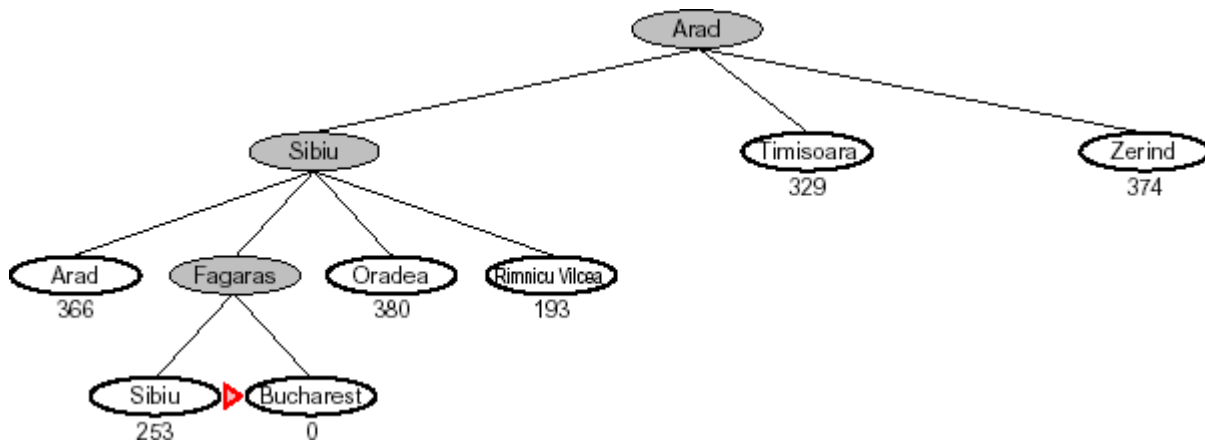 Arad
Sibiu
Timisoara
Zerind
329
374
Arad
Fagaras
Oradea
Rimnicu Vilcea
366
380
193
Sibiu
Bucharest
253
0